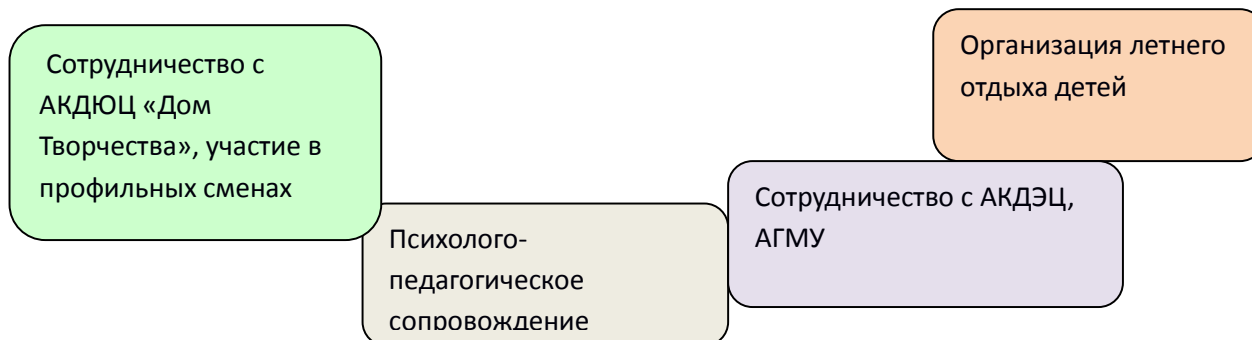 Сотрудничество с
АКДЮЦ «Дом
Творчества», участие в
профильных сменах
Психолого-
педагогическое
сопровождение
Сотрудничество с АКДЭЦ,
АГМУ
Организация летнего
отдыха детей